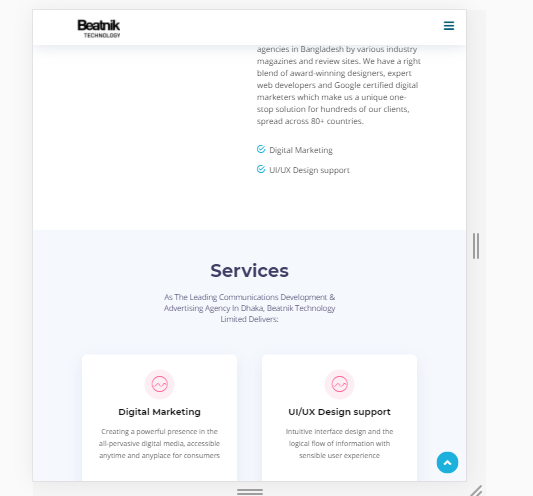 Beatnik
TECHNOLOGY
agencies in Bangladesh by various industry
magazines and review sites. We have a right
blend of award-winning designers, expert
web developers and Google certified digital
marketers which make us a unique one-
stop solution for hundreds of our clients,
spread across 80+ countries.
Digital Marketing
UI/UX Design support
Services
As The Leading Communications Development &
Advertising Agency In Dhaka, Beatnik Technology
Limited Delivers:
Digital Marketing
Creating a powerful presence in the
all-pervasive digital media, accessible
anytime and anyplace for consumers
UI/UX Design support
Intuitive interface design and the
logical flow of information with
sensible user experience